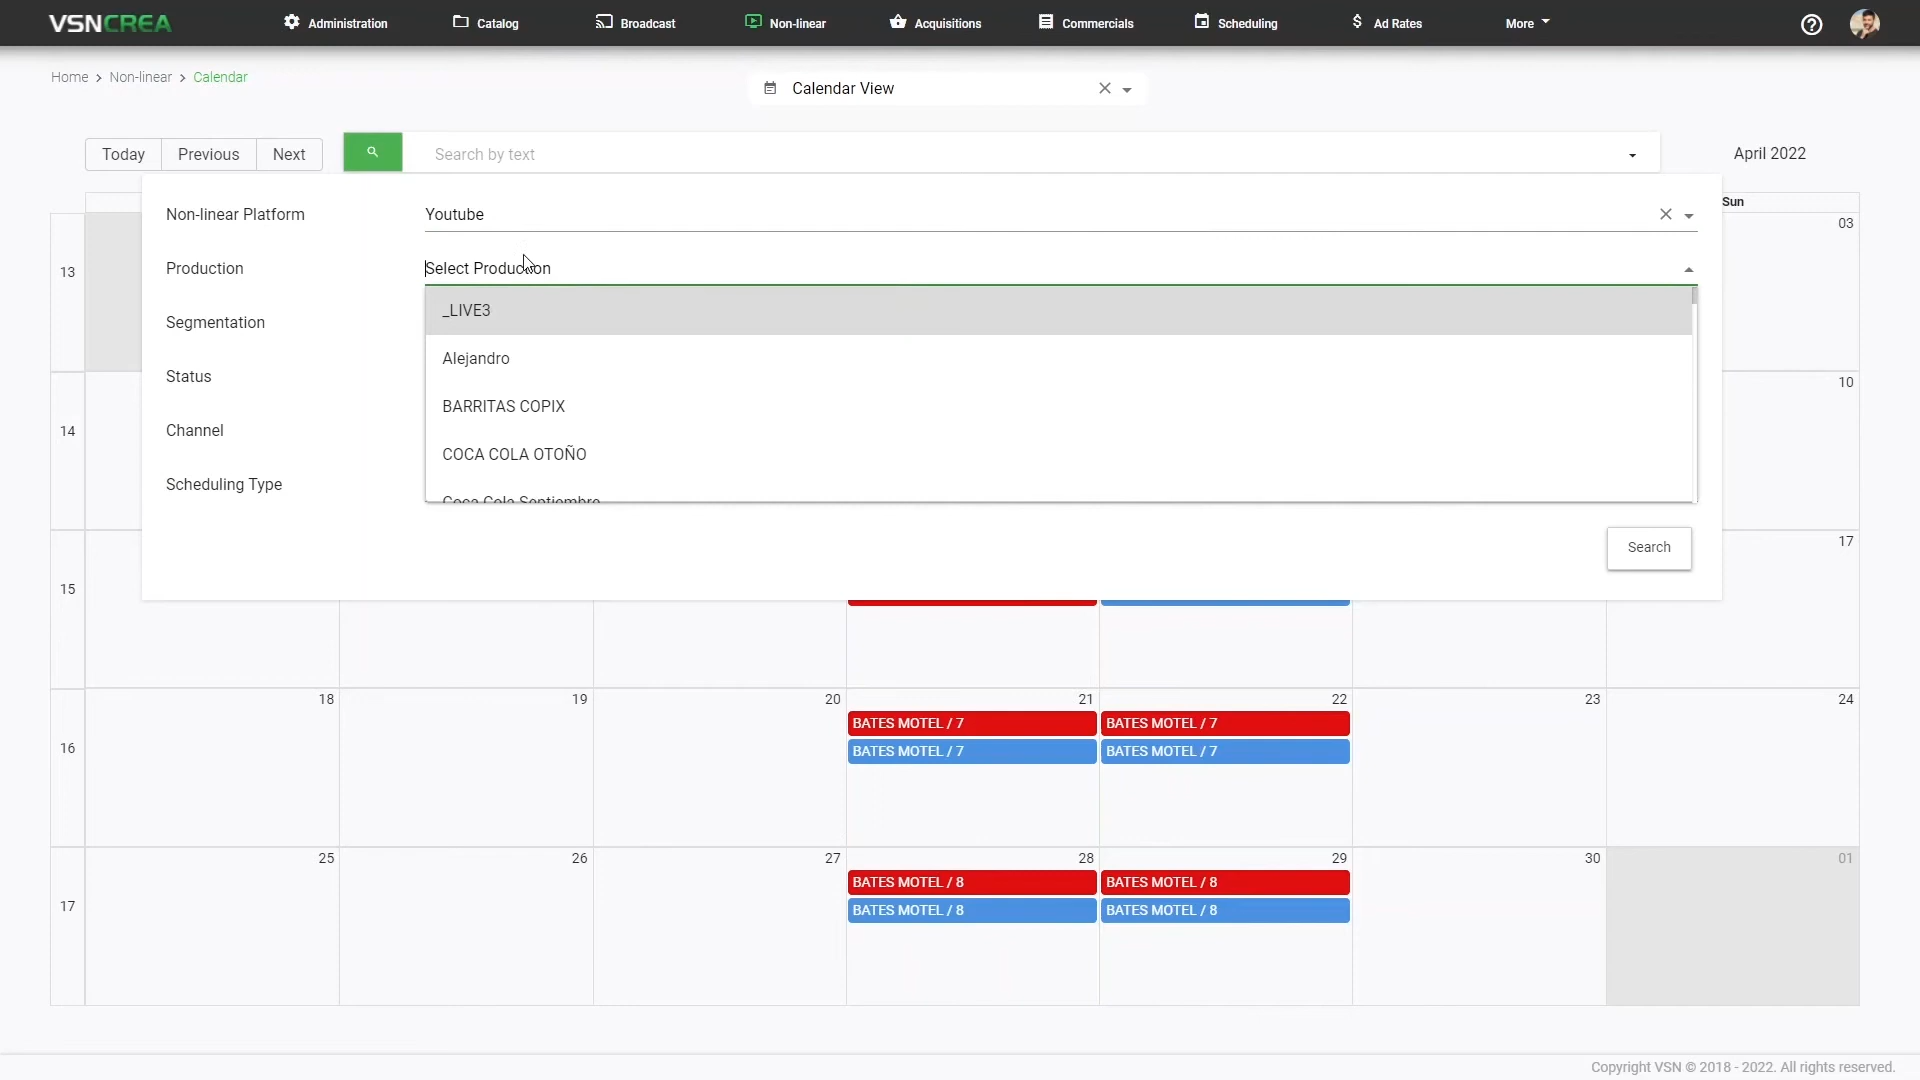 VSNCREA
Administration
Catalog
Broadcast
Non-linear
Acquisitions
Commercials
Scheduling
Ad Rates
More
Home > Non-linear > Calendar
Calendar View
Today
Previous
Next
Search by text
April 2022
Non-linear Platform
Youtube
Sun
03
Production
Select Production
13
_LIVE3
Segmentation
Alejandro
Status
10
BARRITAS COPIX
Channel
14
COCA COLA OTOÑO
Scheduling Type
Coca Cola Septiembre
17
Search
15
18
19
20
21
22
23
24
BATES MOTEL / 7
BATES MOTEL / 7
16
BATES MOTEL / 7
BATES MOTEL / 7
25
26
27
28
29
30
01
BATES MOTEL / 8
BATES MOTEL / 8
17
BATES MOTEL / 8
BATES MOTEL / 8
Copyright VSN © 2018 - 2022. All rights reserved.